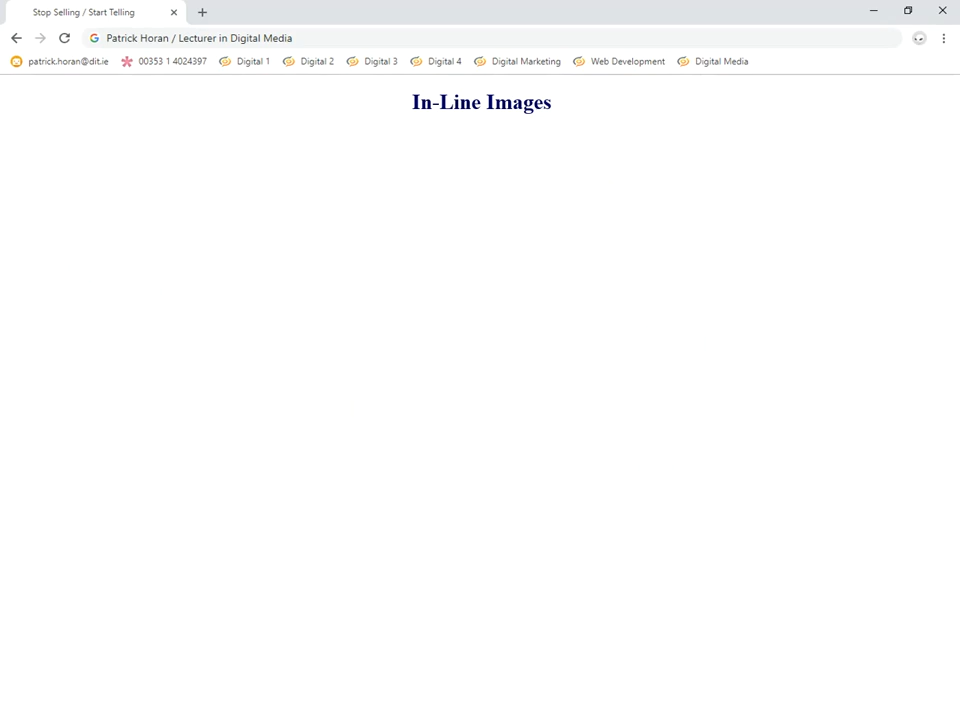 Stop Selling / Start Telling
Patrick Horan / Lecturer in Digital Media
patrick.horan@dit.ie 00353 1 4024397 Digital 1 Digital 2 Digital 3 Digital 4 Digital Marketing Web Development Digital Media
In-Line Images